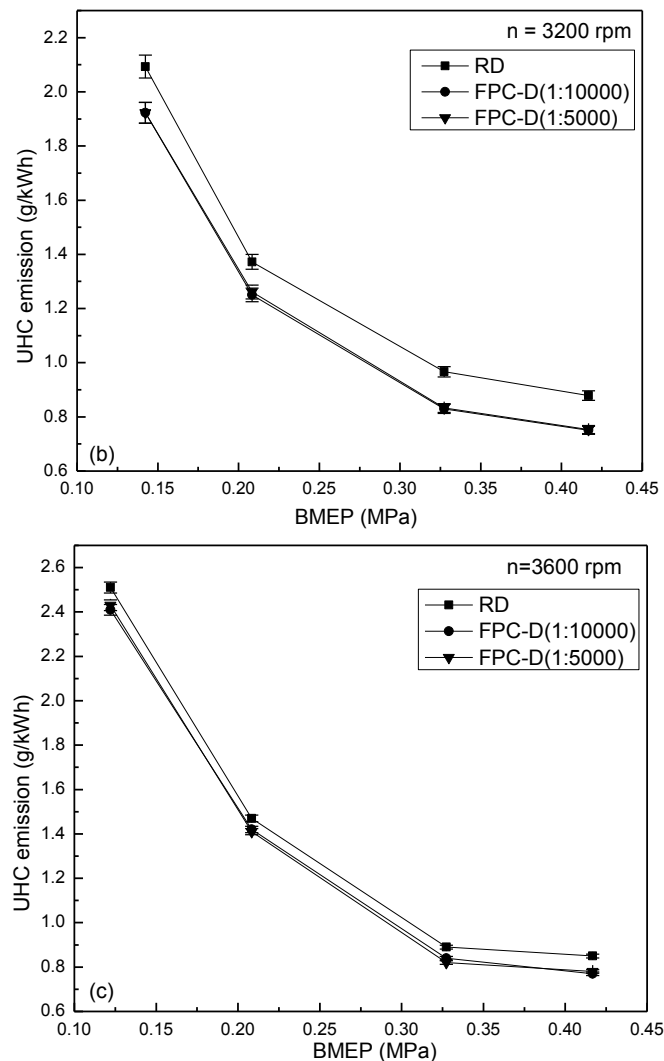 n = 3200 rpm
RD
FPC-D(1:10000)
FPC-D(1:5000)
2.2
2.0
1.8
1.6
1.4
1.2
1.0
0.8
0.6
UHC emission (g/kWh)
(b)
0.10 0.15 0.20 0.25 0.30 0.35 0.40 0.45
BMEP (MPa)
n=3600 rpm
RD
FPC-D(1:10000)
FPC-D(1:5000)
2.6
2.4
2.2
2.0
1.8
1.6
1.4
1.2
1.0
0.8
0.6
UHC emission (g/kWh)
(c)
0.10 0.15 0.20 0.25 0.30 0.35 0.40 0.45
BMEP (MPa)